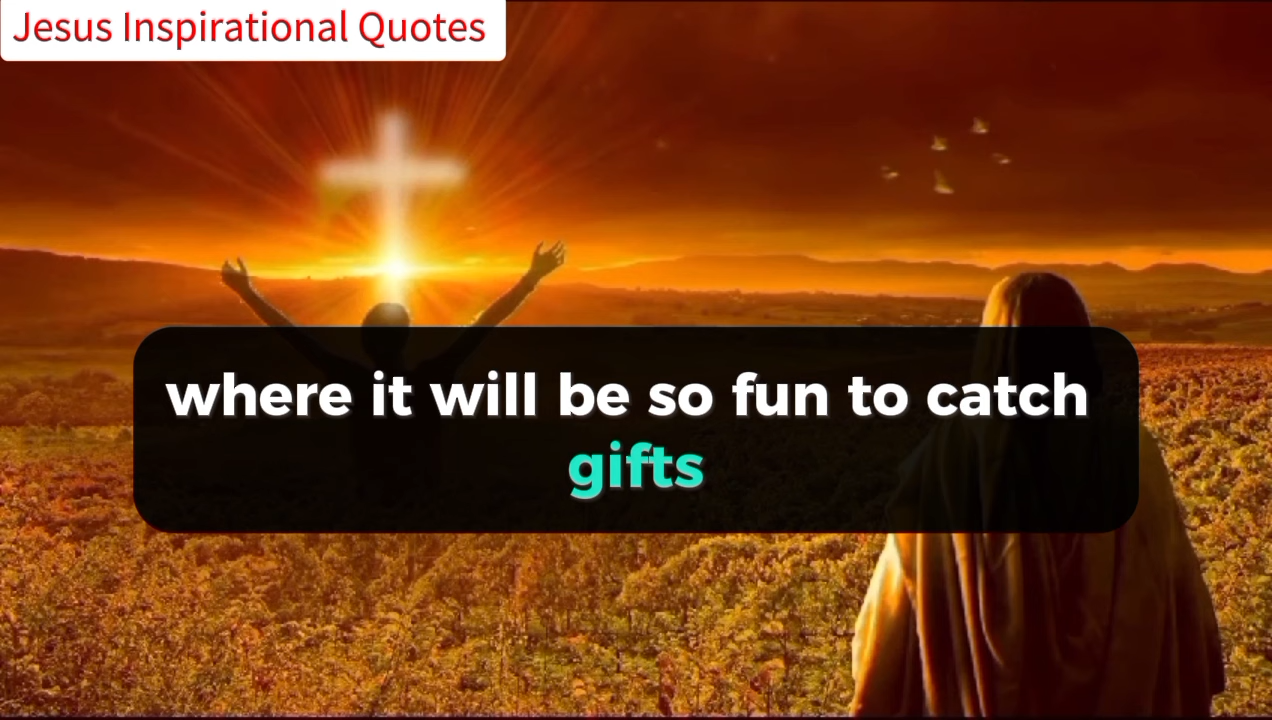 Jesus Inspirational Quotes
where it will be so fun to catch
gifts